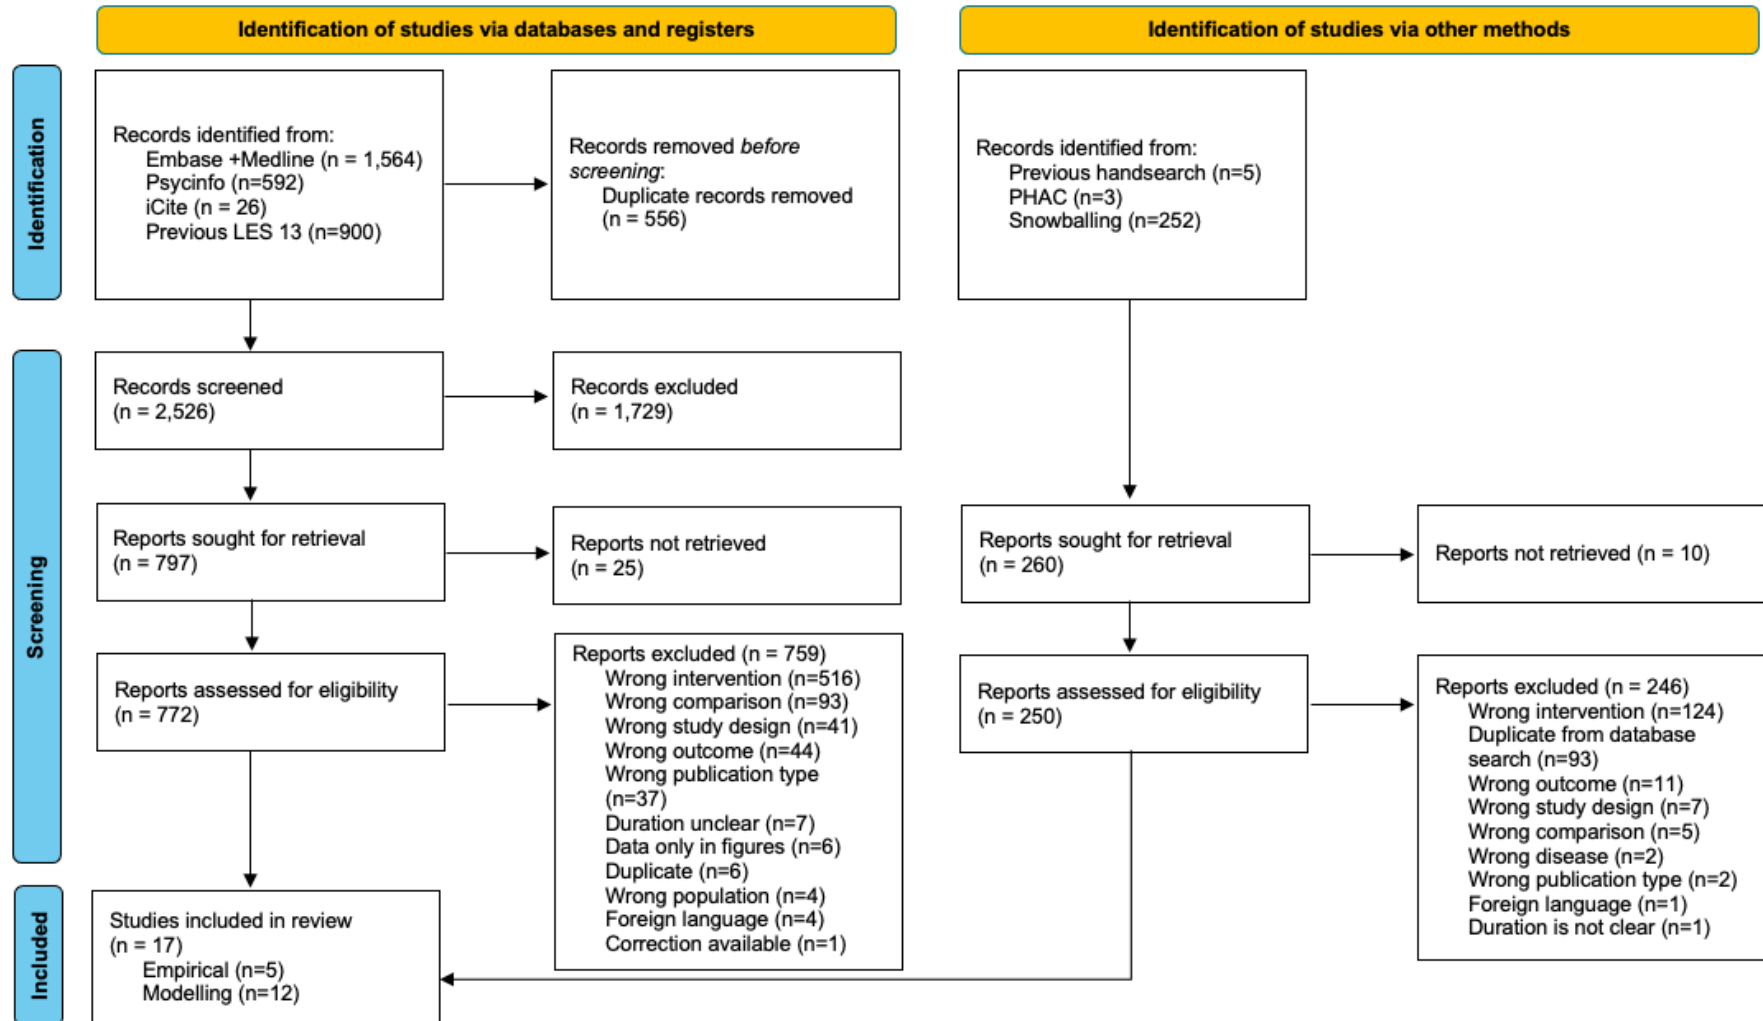 Identification of studies via databases and registers
Identification of studies via other methods
Identification
Records identified from:
Embase +Medline (n = 1,564)
Psycinfo (n=592)
iCite (n = 26)
Previous LES 13 (n=900)
Records removed before
screening:
Duplicate records removed
(n = 556)
Records identified from:
Previous handsearch (n=5)
PHAC (n=3)
Snowballing (n=252)
Screening
Records screened
(n = 2,526)
Records excluded
(n = 1,729)
Reports sought for retrieval
(n = 797)
Reports not retrieved
(n = 25)
Reports sought for retrieval
(n = 260)
Reports not retrieved (n = 10)
Reports assessed for eligibility
(n = 772)
Reports excluded (n = 759)
Wrong intervention (n=516)
Wrong comparison (n=93)
Wrong study design (n=41)
Wrong outcome (n=44)
Wrong publication type
(n=37)
Duration unclear (n=7)
Data only in figures (n=6)
Duplicate (n=6)
Wrong population (n=4)
Foreign language (n=4)
Correction available (n=1)
Reports assessed for eligibility
(n = 250)
Reports excluded (n = 246)
Wrong intervention (n=124)
Duplicate from database
search (n=93)
Wrong outcome (n=11)
Wrong study design (n=7)
Wrong comparison (n=5)
Wrong disease (n=2)
Wrong publication type (n=2)
Foreign language (n=1)
Duration is not clear (n=1)
Included
Studies included in review
(n = 17)
Empirical (n=5)
Modelling (n=12)